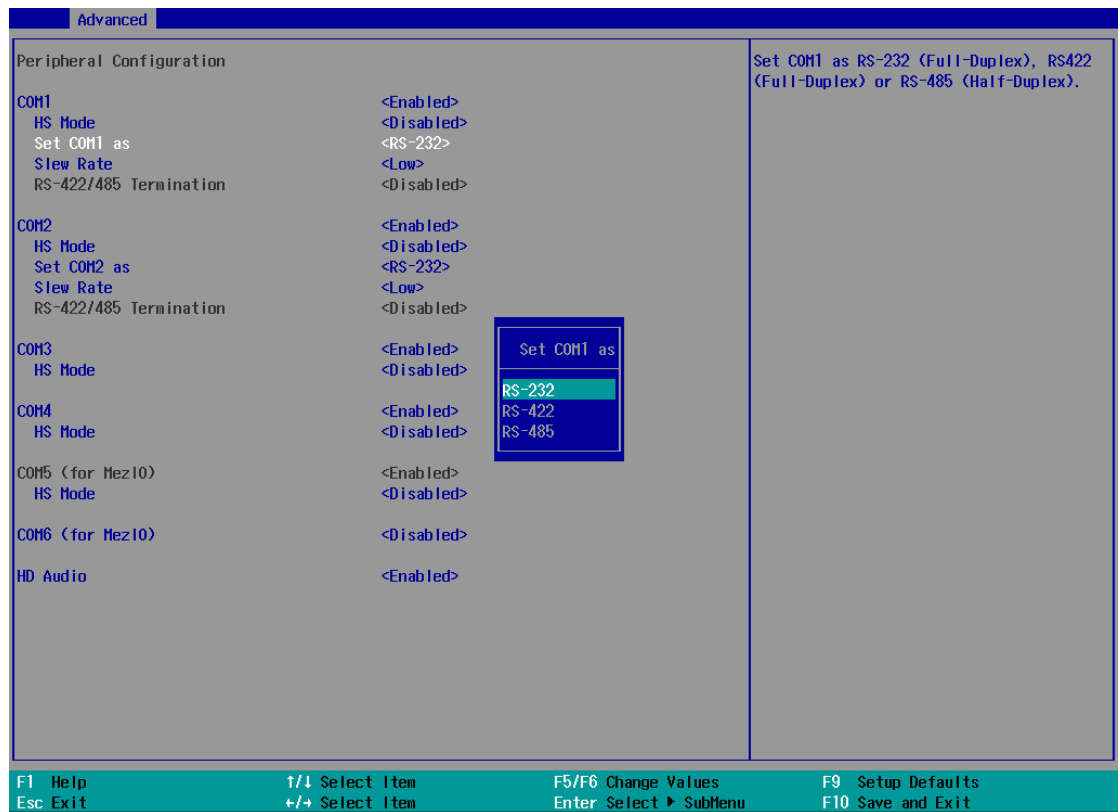 Advanced
Peripheral Configuration
COM1 <Enabled>
HS Mode <Disabled>
Set COM1 as <RS-232>
Slew Rate <Low>
RS-422/485 Termination <Disabled>
COM2 <Enabled>
HS Mode <Disabled>
Set COM2 as <RS-232>
Slew Rate <Low>
RS-422/485 Termination <Disabled>
COM3 <Enabled>
HS Mode <Disabled>
COM4 <Enabled>
HS Mode <Disabled>
COM5 (for MezIO) <Enabled>
HS Mode <Disabled>
COM6 (for MezIO) <Disabled>
HD Audio <Enabled>
Set COM1 as
RS-232
RS-422
RS-485
Set COM1 as RS-232 (Full-Duplex), RS422
(Full-Duplex) or RS-485 (Half-Duplex).
F1 Help ↑/↓ Select Item F5/F6 Change Values F9 Setup Defaults
Esc Exit ←/→ Select Item Enter Select ▶ SubMenu F10 Save and Exit